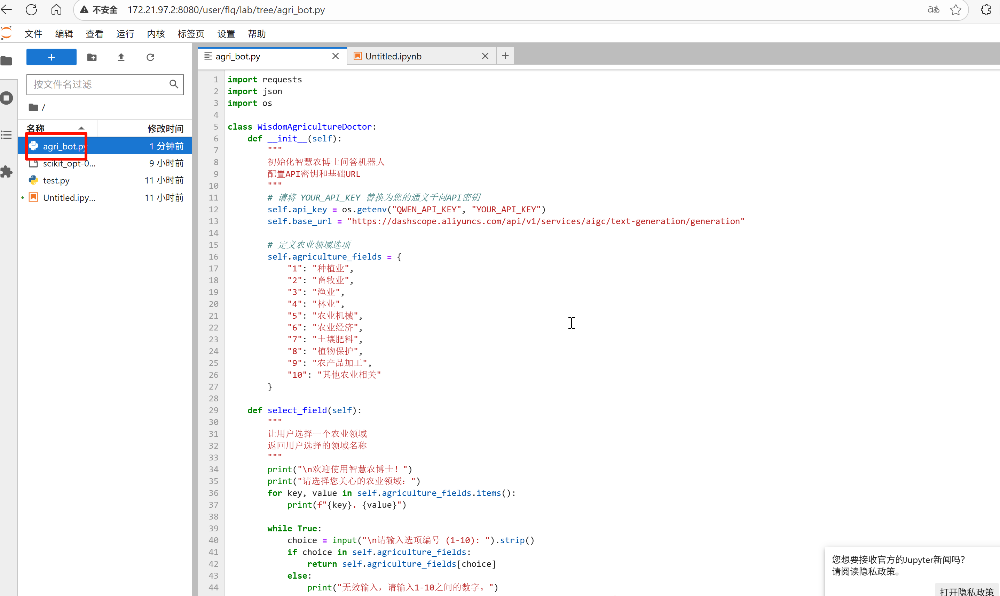 不安全 172.21.97.2:8080/user/flq/lab/tree/agri_bot.py aあ
文件 编辑 查看 运行 内核 标签页 设置 帮助
+
agri_bot.py
Untitled.ipynb
+
按文件名过滤
/
名称 修改时间
agri_bot.py 1 分钟前
scikit_opt-0... 9 小时前
test.py 11 小时前
Untitled.ipy... 11 小时前
1 import requests
2 import json
3 import os
4
5 class WisdomAgricultureDoctor:
6     def __init__(self):
7         """
8         初始化智慧农博士问答机器人
9         配置API密钥和基础URL
10         """
11         # 请将 YOUR_API_KEY 替换为您的通义千问API密钥
12         self.api_key = os.getenv("QWEN_API_KEY", "YOUR_API_KEY")
13         self.base_url = "https://dashscope.aliyuncs.com/api/v1/services/aigc/text-generation/generation"
14
15         # 定义农业领域选项
16         self.agriculture_fields = {
17             "1": "种植业",
18             "2": "畜牧业",
19             "3": "渔业",
20             "4": "林业",
21             "5": "农业机械",
22             "6": "农业经济",
23             "7": "土壤肥料",
24             "8": "植物保护",
25             "9": "农产品加工",
26             "10": "其他农业相关"
27         }
28
29     def select_field(self):
30         """
31         让用户选择一个农业领域
32         返回用户选择的领域名称
33         """
34         print("\n欢迎使用智慧农博士！")
35         print("请选择您关心的农业领域：")
36         for key, value in self.agriculture_fields.items():
37             print(f"{key}. {value}")
38
39         while True:
40             choice = input("\n请输入选项编号 (1-10): ").strip()
41             if choice in self.agriculture_fields:
42                 return self.agriculture_fields[choice]
43             else:
44                 print("无效输入，请输入1-10之间的数字。")
您想要接收官方的Jupyter新闻吗？
请阅读隐私政策。
打开隐私政策